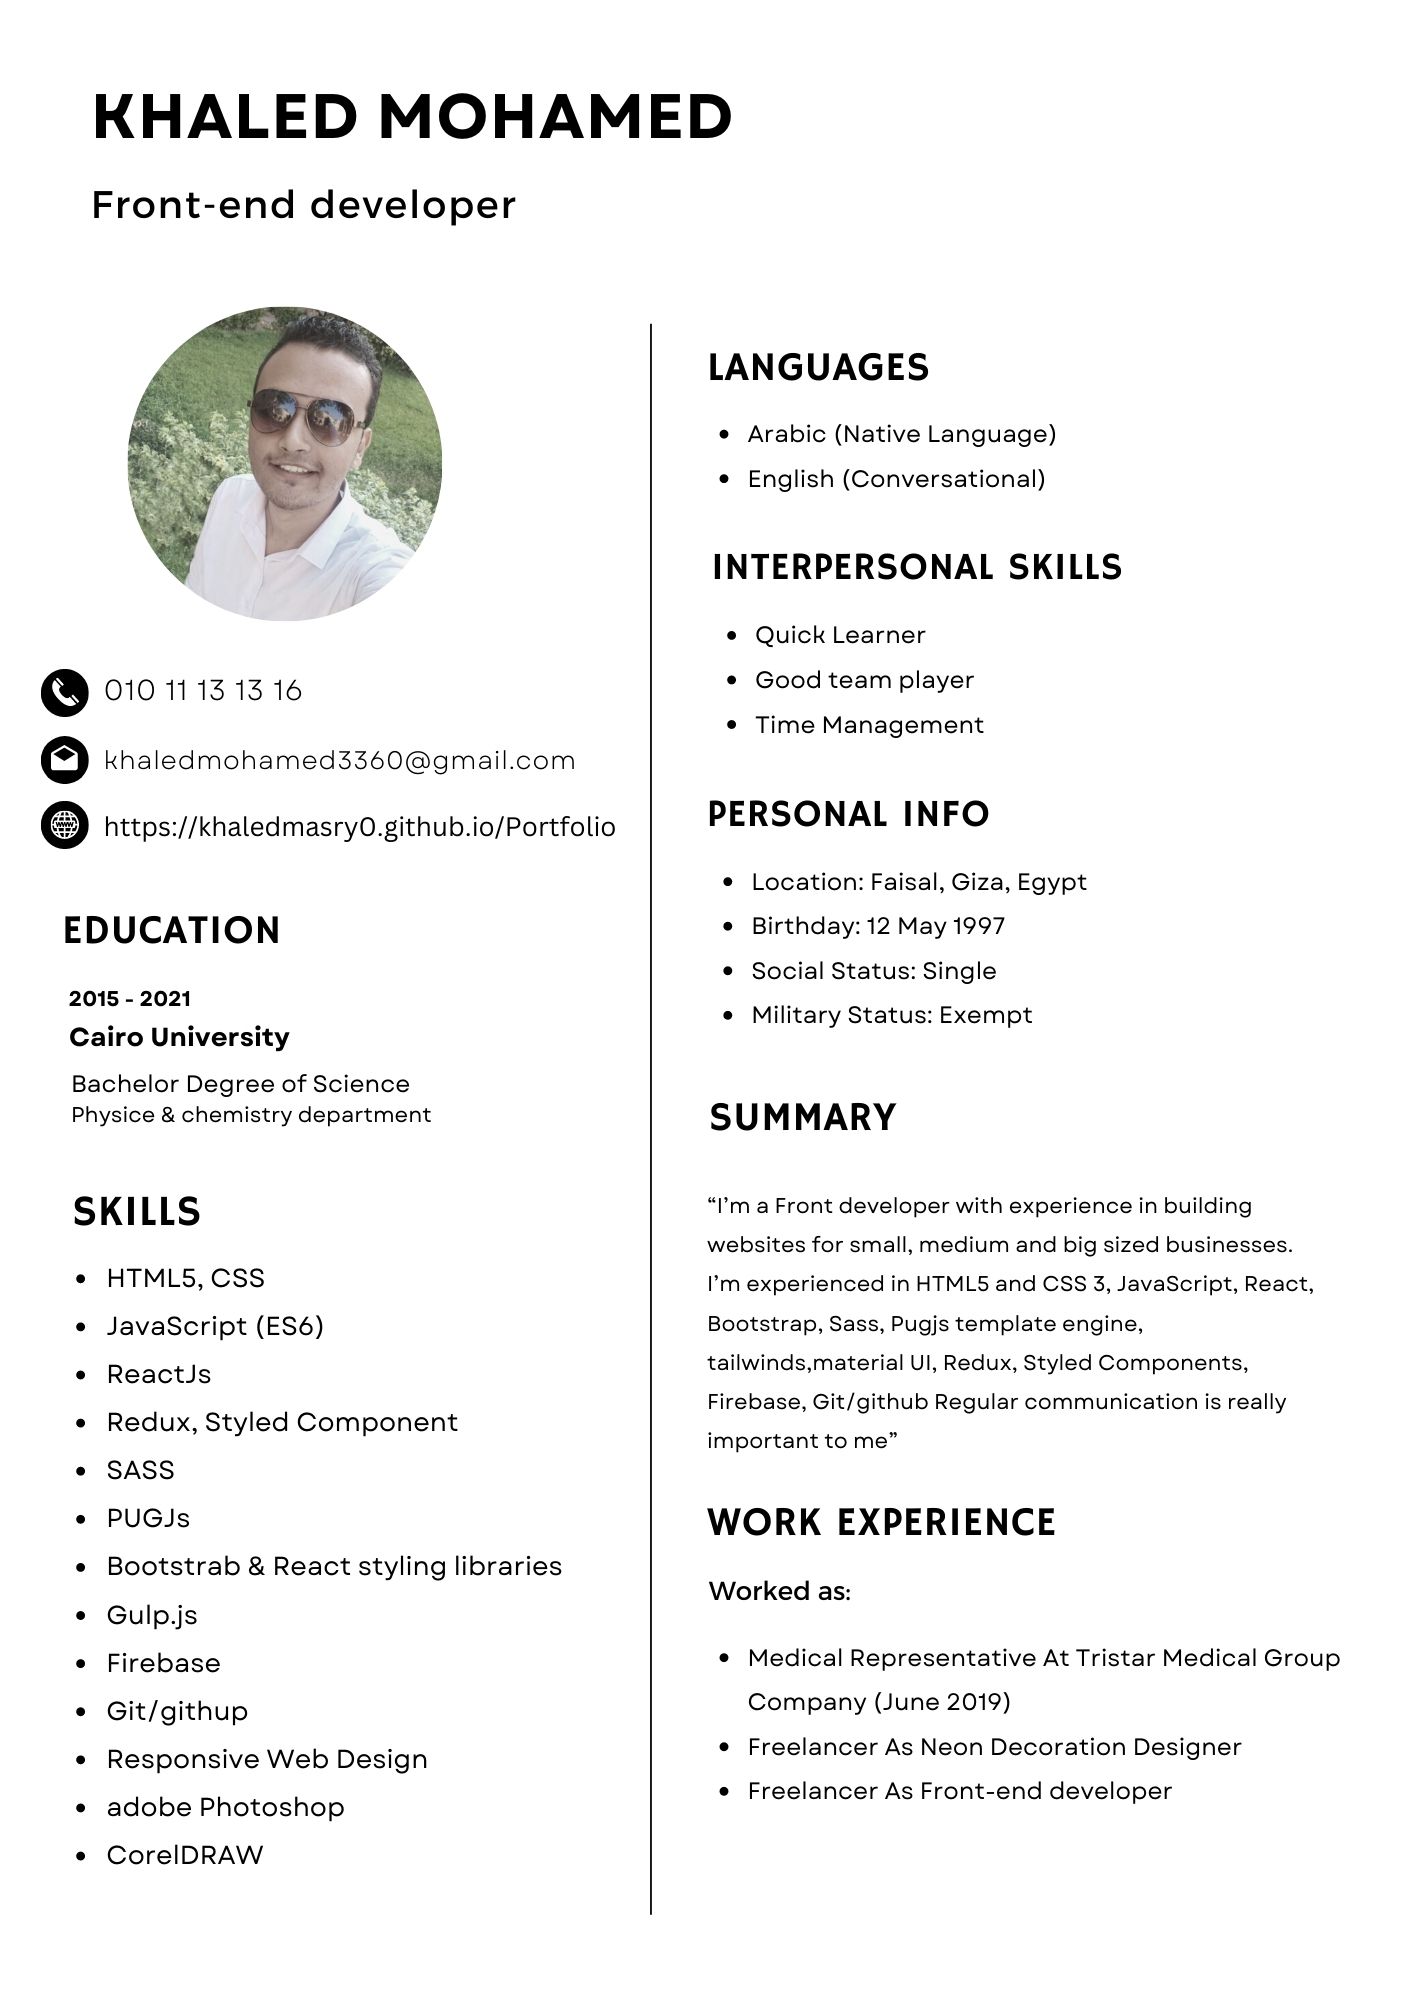 KHALED MOHAMED
Front-end developer
010 11 13 13 16
khaledmohamed3360@gmail.com
https://khaledmasry0.github.io/Portfolio
EDUCATION
2015 - 2021
Cairo University
Bachelor Degree of Science
Physice & chemistry department
SKILLS
HTML5, CSS
JavaScript (ES6)
ReactJs
Redux, Styled Component
SASS
PUGJs
Bootstrab & React styling libraries
Gulp.js
Firebase
Git/githup
Responsive Web Design
adobe Photoshop
CorelDRAW
LANGUAGES
Arabic (Native Language)
English (Conversational)
INTERPERSONAL SKILLS
Quick Learner
Good team player
Time Management
PERSONAL INFO
Location: Faisal, Giza, Egypt
Birthday: 12 May 1997
Social Status: Single
Military Status: Exempt
SUMMARY
“I’m a Front developer with experience in building
websites for small, medium and big sized businesses.
I’m experienced in HTML5 and CSS 3, JavaScript, React,
Bootstrap, Sass, Pugjs template engine,
tailwinds,material UI, Redux, Styled Components,
Firebase, Git/github Regular communication is really
important to me”
WORK EXPERIENCE
Worked as:
Medical Representative At Tristar Medical Group
Company (June 2019)
Freelancer As Neon Decoration Designer
Freelancer As Front-end developer